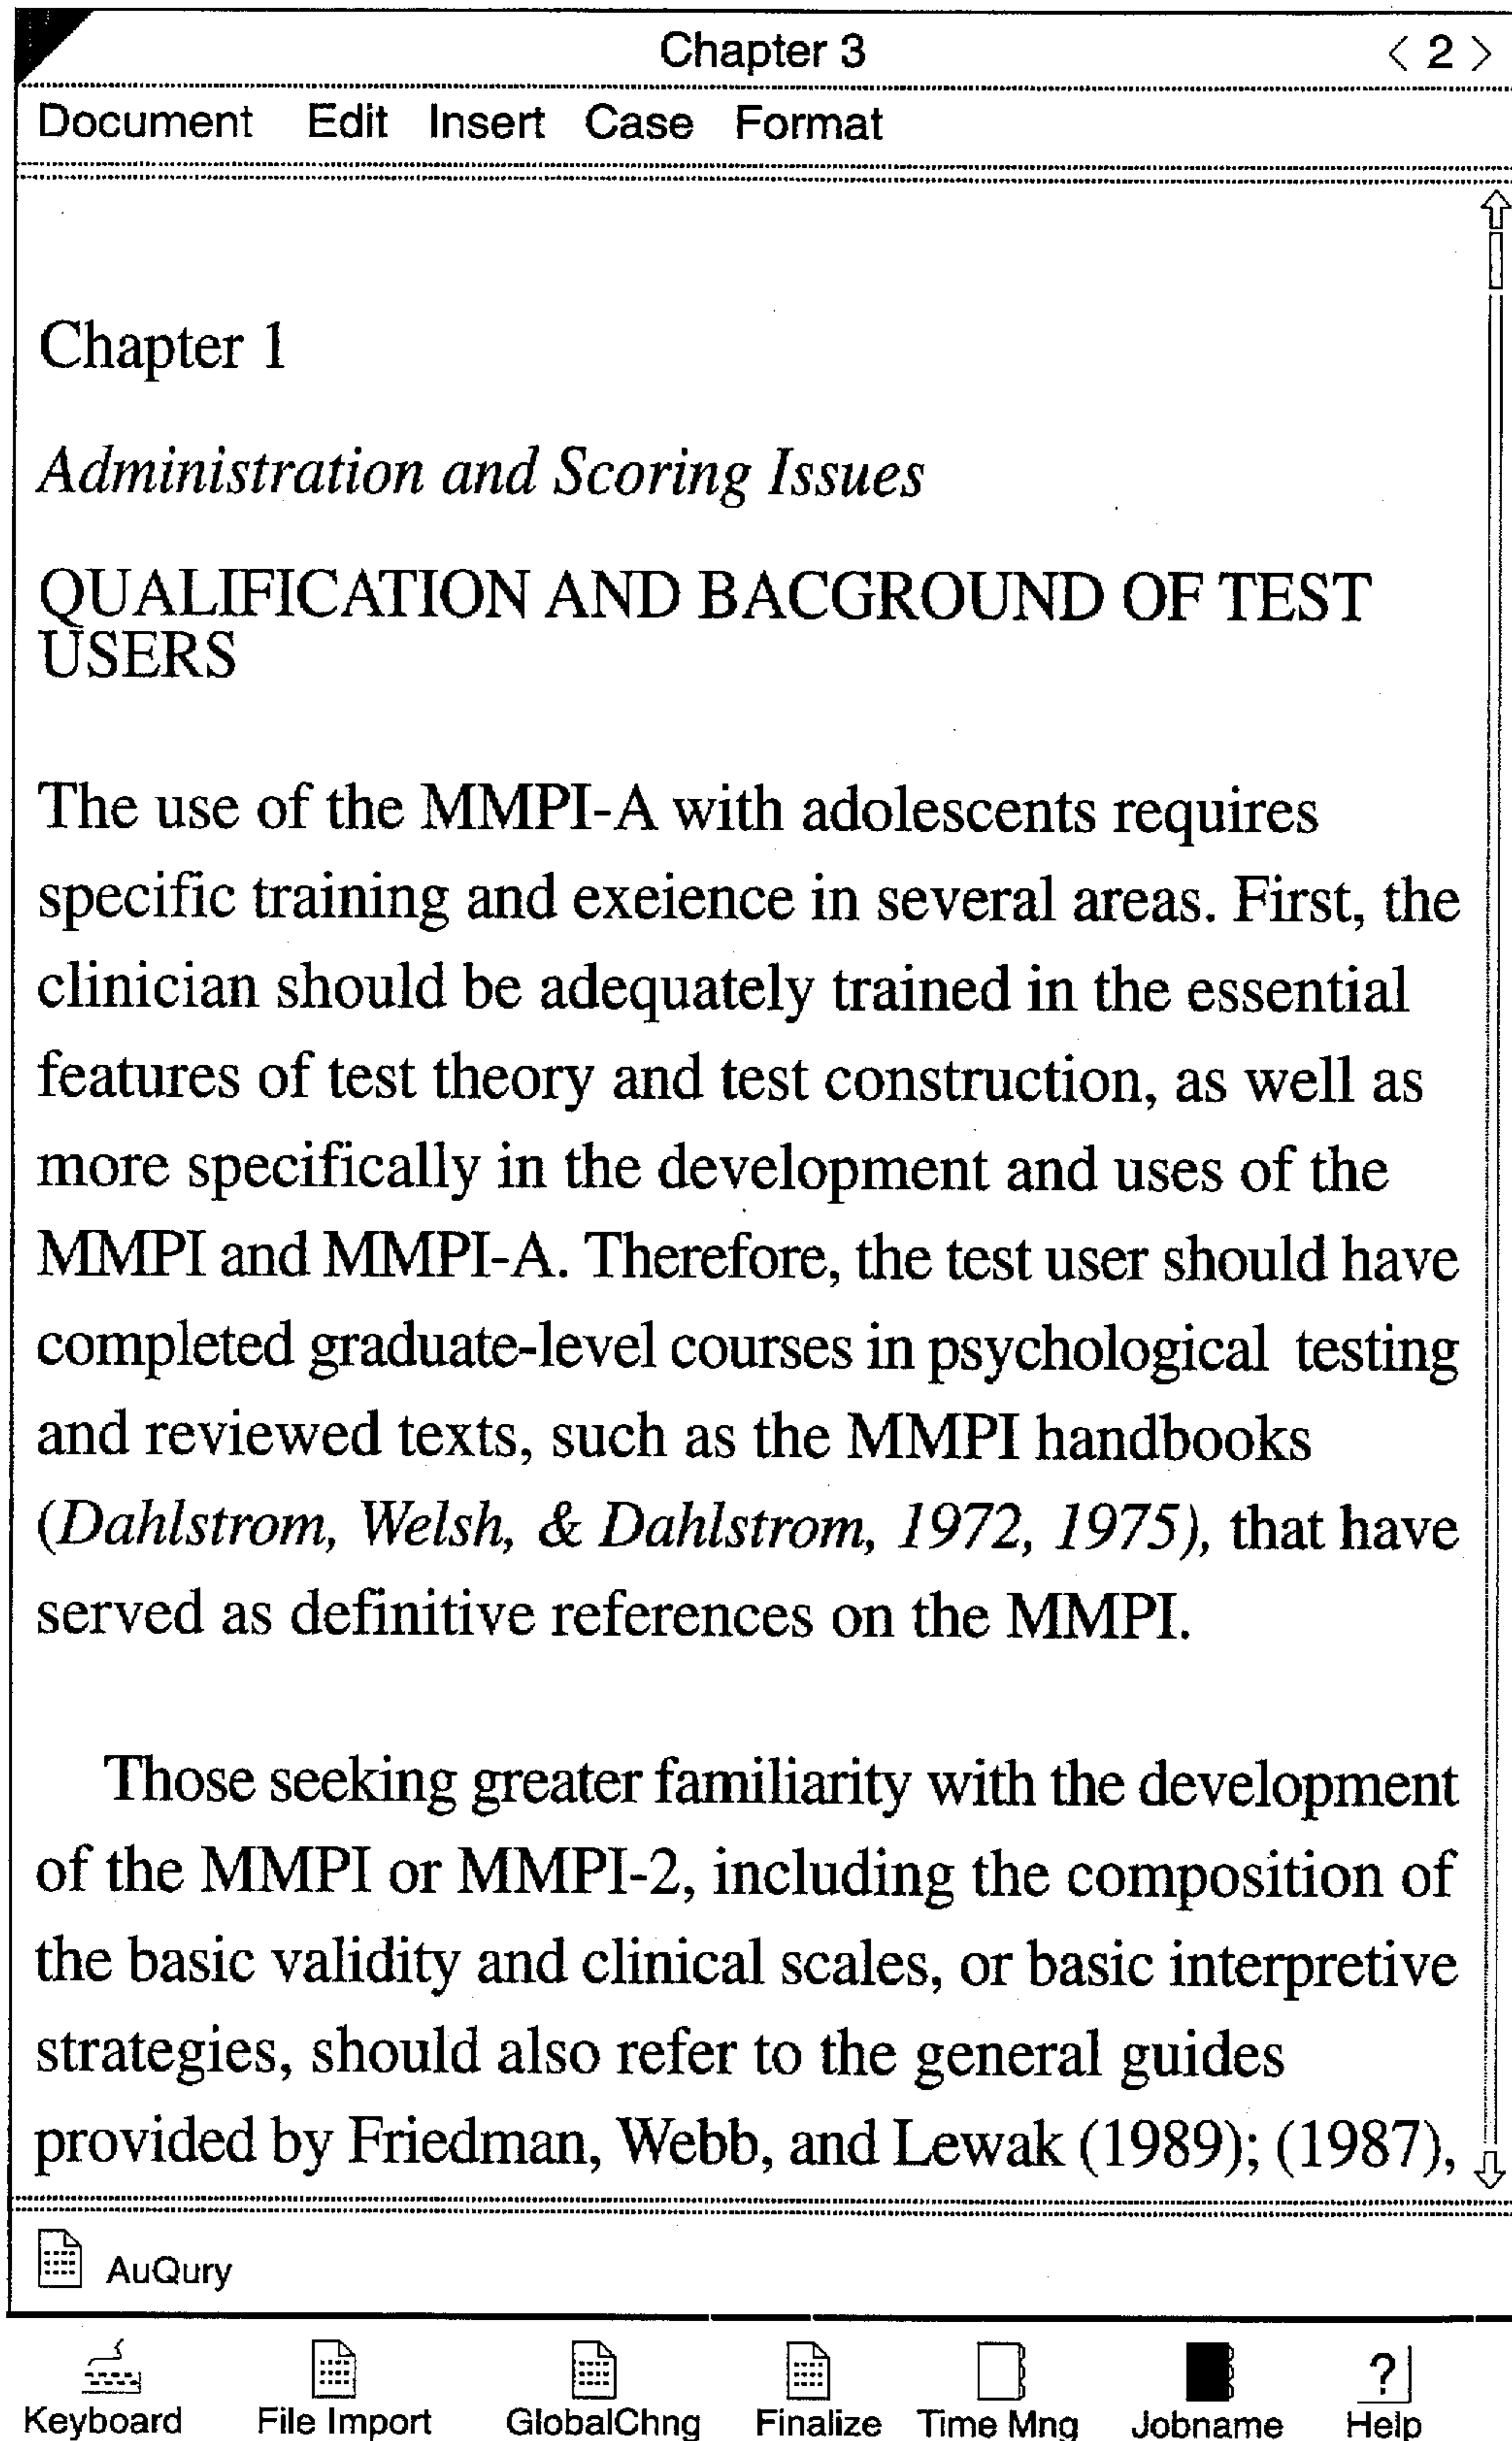 Chapter 3 < 2 >
Document Edit Insert Case Format
Chapter 1
Administration and Scoring Issues
QUALIFICATION AND BACGROUND OF TEST
USERS
The use of the MMPI-A with adolescents requires
specific training and exeience in several areas. First, the
clinician should be adequately trained in the essential
features of test theory and test construction, as well as
more specifically in the development and uses of the
MMPI and MMPI-A. Therefore, the test user should have
completed graduate-level courses in psychological testing
and reviewed texts, such as the MMPI handbooks
(Dahlstrom, Welsh, & Dahlstrom, 1972, 1975), that have
served as definitive references on the MMPI.
Those seeking greater familiarity with the development
of the MMPI or MMPI-2, including the composition of
the basic validity and clinical scales, or basic interpretive
strategies, should also refer to the general guides
provided by Friedman, Webb, and Lewak (1989); (1987),
AuQury
Keyboard File Import GlobalChng Finalize Time Mng Jobname ? Help